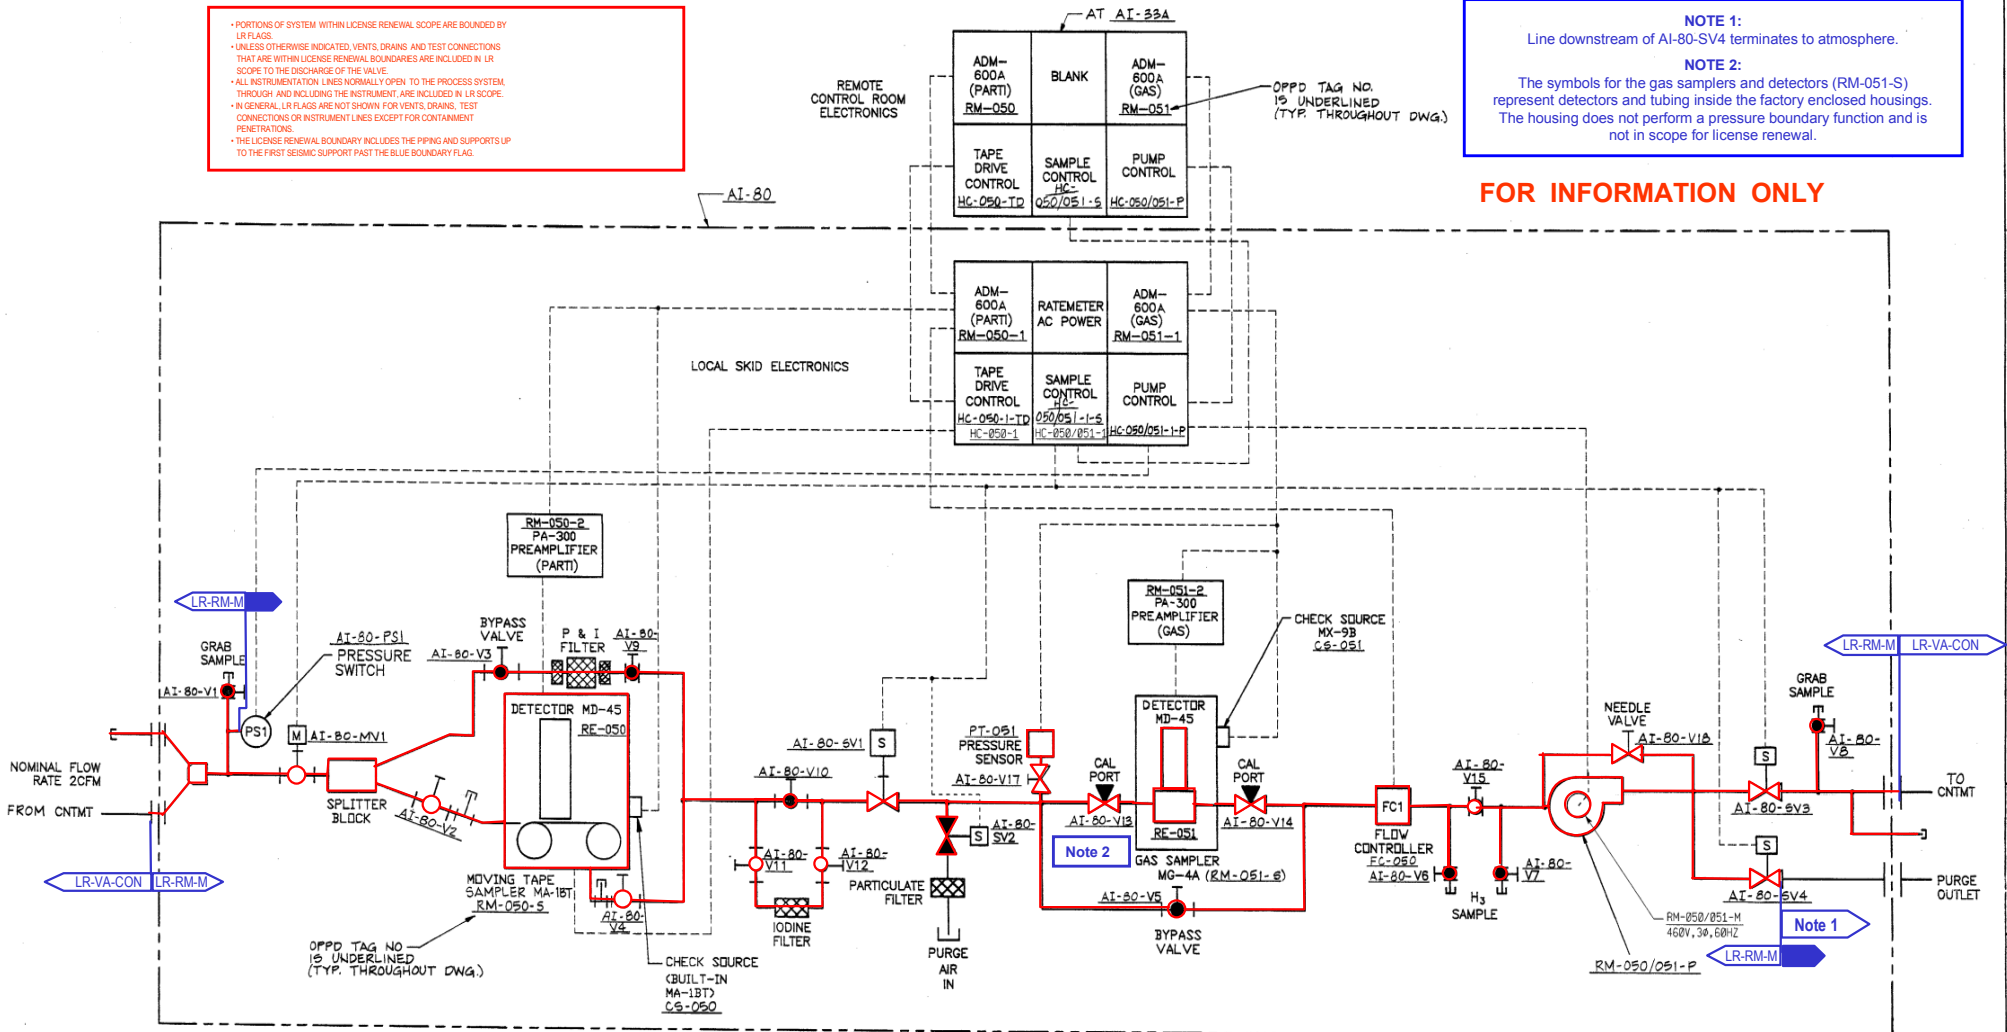 • PORTIONS OF SYSTEM WITHIN LICENSE RENEWAL SCOPE ARE BOUNDED BY
LR FLAGS.
• UNLESS OTHERWISE INDICATED, VENTS, DRAINS AND TEST CONNECTIONS
THAT ARE WITHIN LICENSE RENEWAL BOUNDARIES ARE INCLUDED IN LR
SCOPE TO THE DISCHARGE OF THE VALVE.
• ALL INSTRUMENTATION LINES NORMALLY OPEN TO THE PROCESS SYSTEM,
THROUGH AND INCLUDING THE INSTRUMENT, ARE INCLUDED IN LR SCOPE.
• IN GENERAL, LR FLAGS ARE NOT SHOWN FOR VENTS, DRAINS, TEST
CONNECTIONS OR INSTRUMENT LINES EXCEPT FOR CONTAINMENT
PENETRATIONS.
• THE LICENSE RENEWAL BOUNDARY INCLUDES THE PIPING AND SUPPORTS UP
TO THE FIRST SEISMIC SUPPORT PAST THE BLUE BOUNDARY FLAG.
NOTE 1:
Line downstream of AI-80-SV4 terminates to atmosphere.
NOTE 2:
The symbols for the gas samplers and detectors (RM-051-S)
represent detectors and tubing inside the factory enclosed housings.
The housing does not perform a pressure boundary function and is
not in scope for license renewal.
FOR INFORMATION ONLY
AT AI-33A
REMOTE
CONTROL ROOM
ELECTRONICS
ADM-
600A
(PARTI)
RM-050
BLANK
ADM-
600A
(GAS)
RM-051
OPPD TAG NO.
IS UNDERLINED
(TYP. THROUGHOUT DWG.)
TAPE
DRIVE
CONTROL
HC-050-TD
SAMPLE
CONTROL
HC-
050/051-S
PUMP
CONTROL
HC-050/051-P
AI-80
LOCAL SKID ELECTRONICS
ADM-
600A
(PARTI)
RM-050-1
RATEMETER
AC POWER
ADM-
600A
(GAS)
RM-051-1
TAPE
DRIVE
CONTROL
HC-050-1-TD
HC-050-1
SAMPLE
CONTROL
HC-
050/051-1-S
HC-050/051-1
PUMP
CONTROL
HC-050/051-1-P
RM-050-2
PA-300
PREAMPLIFIER
(PARTI)
RM-051-2
PA-300
PREAMPLIFIER
(GAS)
CHECK SOURCE
MX-9B
CS-051
LR-RM-M
GRAB
SAMPLE
AI-80-V1
AI-80-PS1
PRESSURE
SWITCH
PS1
M
AI-80-MV1
NOMINAL FLOW
RATE 2CFM
FROM CNTMT
LR-VA-CON
LR-RM-M
SPLITTER
BLOCK
AI-80-V2
BYPASS
VALVE
AI-80-V3
P & I
FILTER
AI-80-
V9
DETECTOR MD-45
RE-050
MOVING TAPE
SAMPLER MA-1BT
RM-050-S
AI-80-
V4
OPPD TAG NO
IS UNDERLINED
(TYP. THROUGHOUT DWG.)
CHECK SOURCE
(BUILT-IN
MA-1BT)
CS-050
AI-80-V10
AI-80-
V11
AI-80-
V12
IODINE
FILTER
AI-80-SV1
S
S
AI-80-
SV2
PARTICULATE
FILTER
PURGE
AIR
IN
PT-051
PRESSURE
SENSOR
AI-80-V17
CAL
PORT
AI-80-V13
DETECTOR
MD-45
RE-051
CAL
PORT
AI-80-V14
Note 2
GAS SAMPLER
MG-4A (RM-051-S)
AI-80-V5
BYPASS
VALVE
FC1
FLOW
CONTROLLER
FC-050
AI-80-V6
AI-80-
V15
AI-80-
V7
H3
SAMPLE
NEEDLE
VALVE
AI-80-V18
RM-050/051-M
460V,3Ø,60HZ
RM-050/051-P
S
AI-80-SV3
S
AI-80-SV4
GRAB
SAMPLE
AI-80-
V8
LR-RM-M
LR-VA-CON
TO
CNTMT
PURGE
OUTLET
Note 1
LR-RM-M